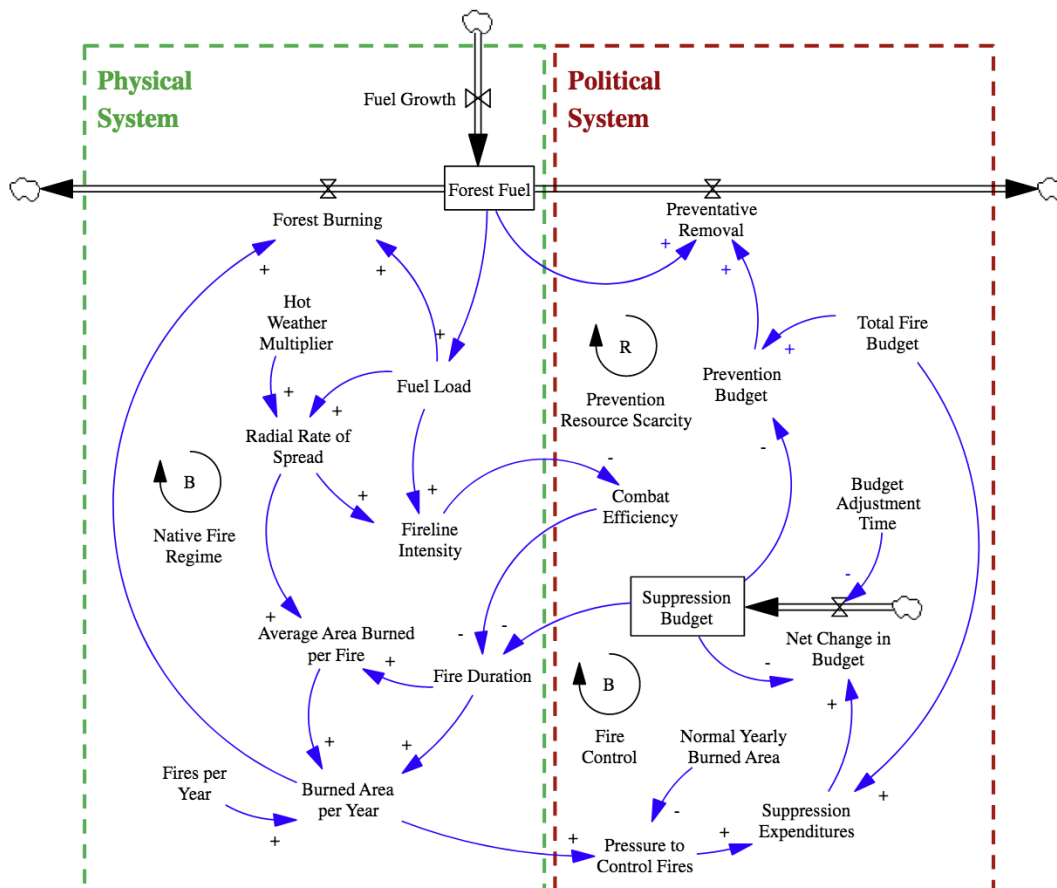 Physical
System
Political
System
Fuel Growth
Forest Fuel
Forest Burning
Preventative
Removal
+
+
+
+
Hot
Weather
Multiplier
+
Total Fire
Budget
R
+
Fuel Load
Prevention
Budget
Prevention
Resource Scarcity
+
+
Radial Rate of
Spread
-
-
B
+
+
Combat
Efficiency
Budget
Adjustment
Time
Native Fire
Regime
Fireline
Intensity
-
Suppression
Budget
+
-
-
Average Area Burned
per Fire
Net Change in
Budget
+
Fire Duration
-
B
+
Fire
Control
Normal Yearly
Burned Area
+
+
Fires per
Year
Burned Area
per Year
-
Suppression
Expenditures
+
+
+
+
Pressure to
Control Fires